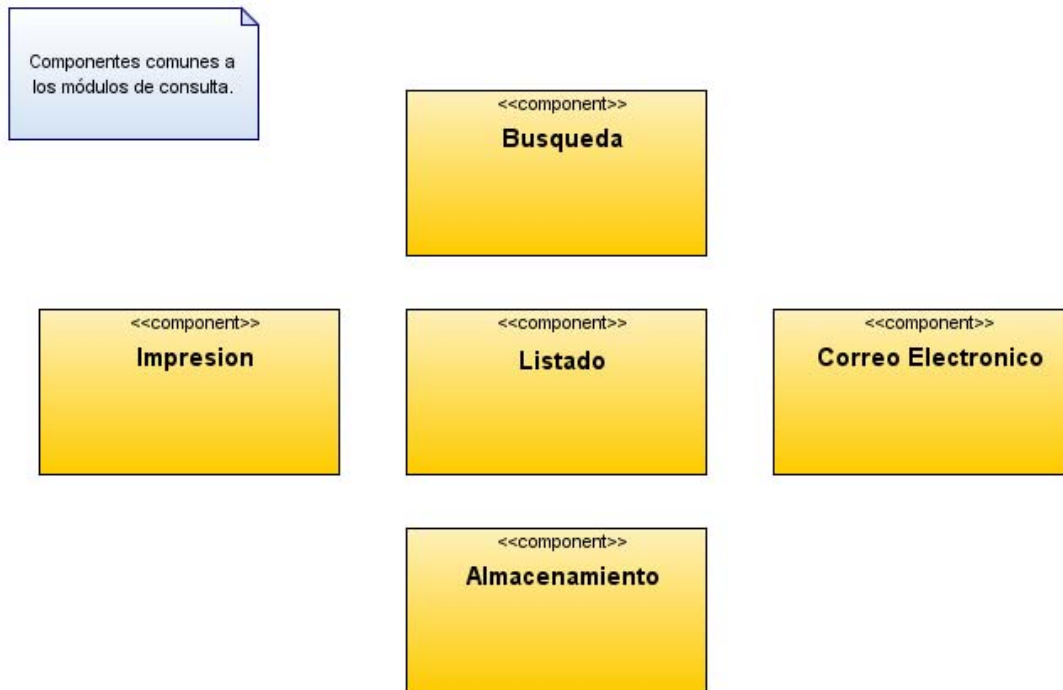 Componentes comunes a
los módulos de consulta.
<<component>>
Busqueda
<<component>>
Impresion
<<component>>
Listado
<<component>>
Correo Electronico
<<component>>
Almacenamiento